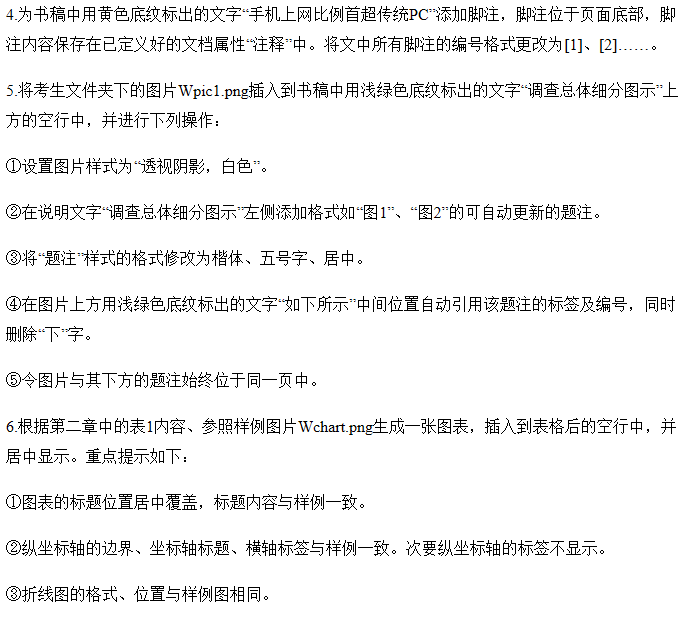 4.为书稿中用黄色底纹标出的文字“手机上网比例首超传统PC”添加脚注，脚注位于页面底部，脚
注内容保存在已定义好的文档属性“注释”中。将文中所有脚注的编号格式更改为[1]、[2]……。
5.将考生文件夹下的图片Wpic1.png插入到书稿中用浅绿色底纹标出的文字“调查总体细分图示”上
方的空行中，并进行下列操作：
①设置图片样式为“透视阴影，白色”。
②在说明文字“调查总体细分图示”左侧添加格式如“图1”、“图2”的可自动更新的题注。
③将“题注”样式的格式修改为楷体、五号字、居中。
④在图片上方用浅绿色底纹标出的文字“如下所示”中间位置自动引用该题注的标签及编号，同时
删除“下”字。
⑤令图片与其下方的题注始终位于同一页中。
6.根据第二章中的表1内容、参照样例图片Wchart.png生成一张图表，插入到表格后的空行中，并
居中显示。重点提示如下：
①图表的标题位置居中覆盖，标题内容与样例一致。
②纵坐标轴的边界、坐标轴标题、横轴标签与样例一致。次要纵坐标轴的标签不显示。
③折线图的格式、位置与样例图相同。